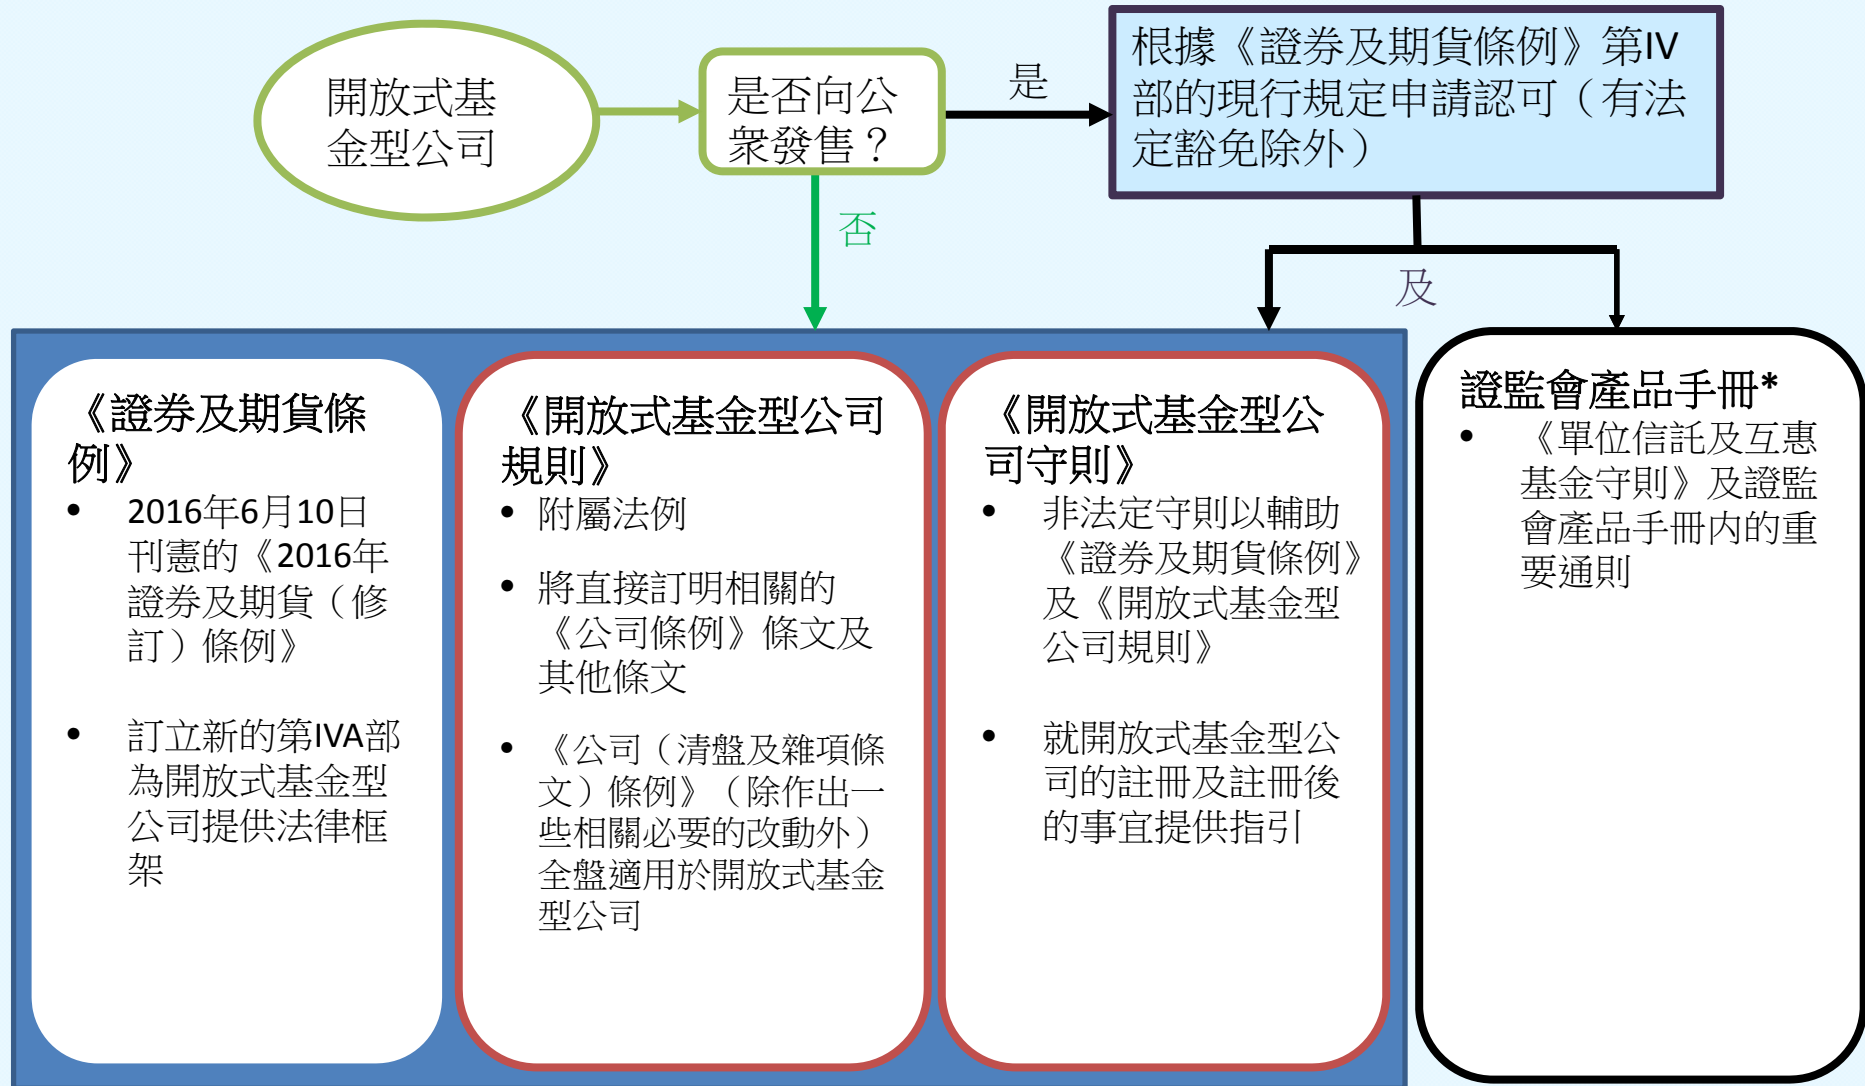 開放式基
金型公司
是否向公
衆發售？
是
根據《證券及期貨條例》第IV
部的現行規定申請認可（有法
定豁免除外）
否
及
《證券及期貨條
例》
• 2016年6月10日
刊憲的《2016年
證券及期貨（修
訂）條例》
• 訂立新的第IVA部
為開放式基金型
公司提供法律框
架
《開放式基金型公司
規則》
• 附屬法例
• 將直接訂明相關的
《公司條例》條文及
其他條文
• 《公司（清盤及雜項條
文）條例》（除作出一
些相關必要的改動外）
全盤適用於開放式基金
型公司
《開放式基金型公
司守則》
• 非法定守則以輔助
《證券及期貨條例》
及《開放式基金型
公司規則》
• 就開放式基金型公
司的註冊及註冊後
的事宜提供指引
證監會產品手冊*
• 《單位信託及互惠
基金守則》及證監
會產品手冊内的重
要通則